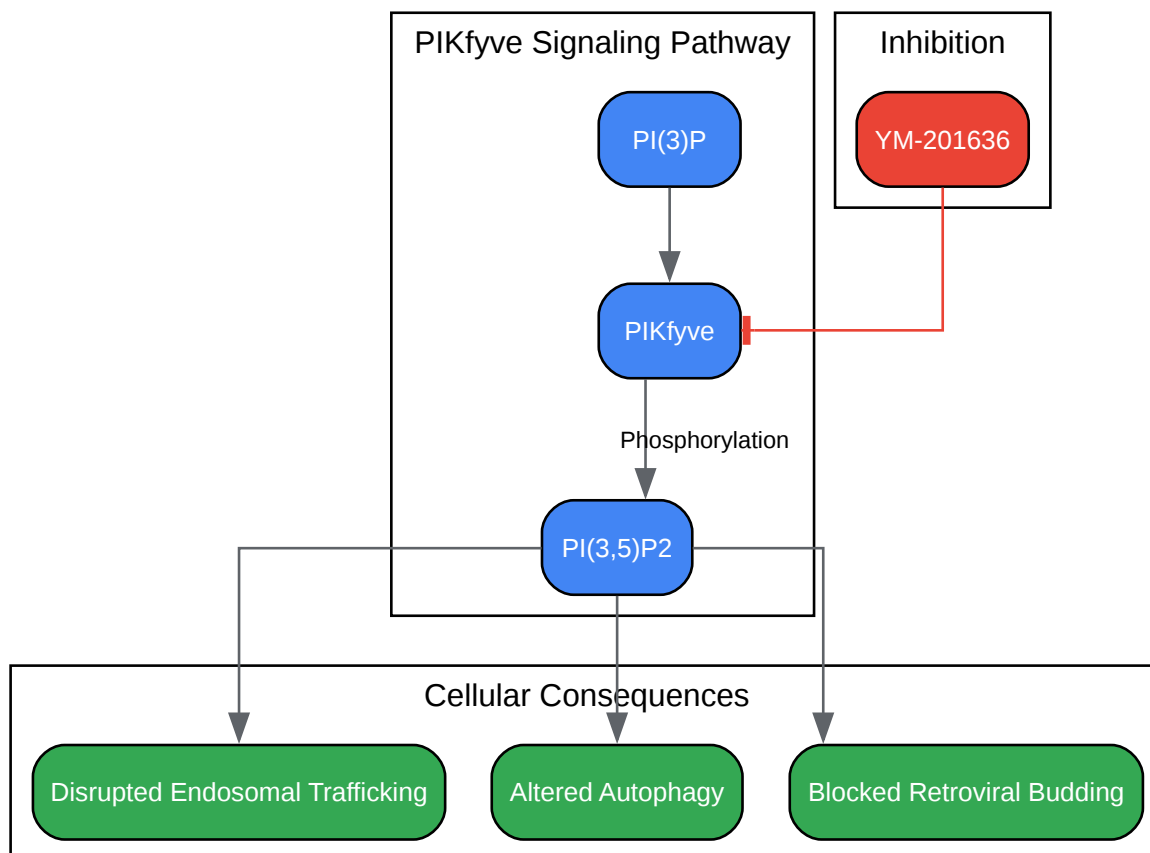 PIKfyve Signaling Pathway
Inhibition
PI(3)P
YM-201636
PIKfyve
Phosphorylation
PI(3,5)P2
Cellular Consequences
Disrupted Endosomal Trafficking
Altered Autophagy
Blocked Retroviral Budding